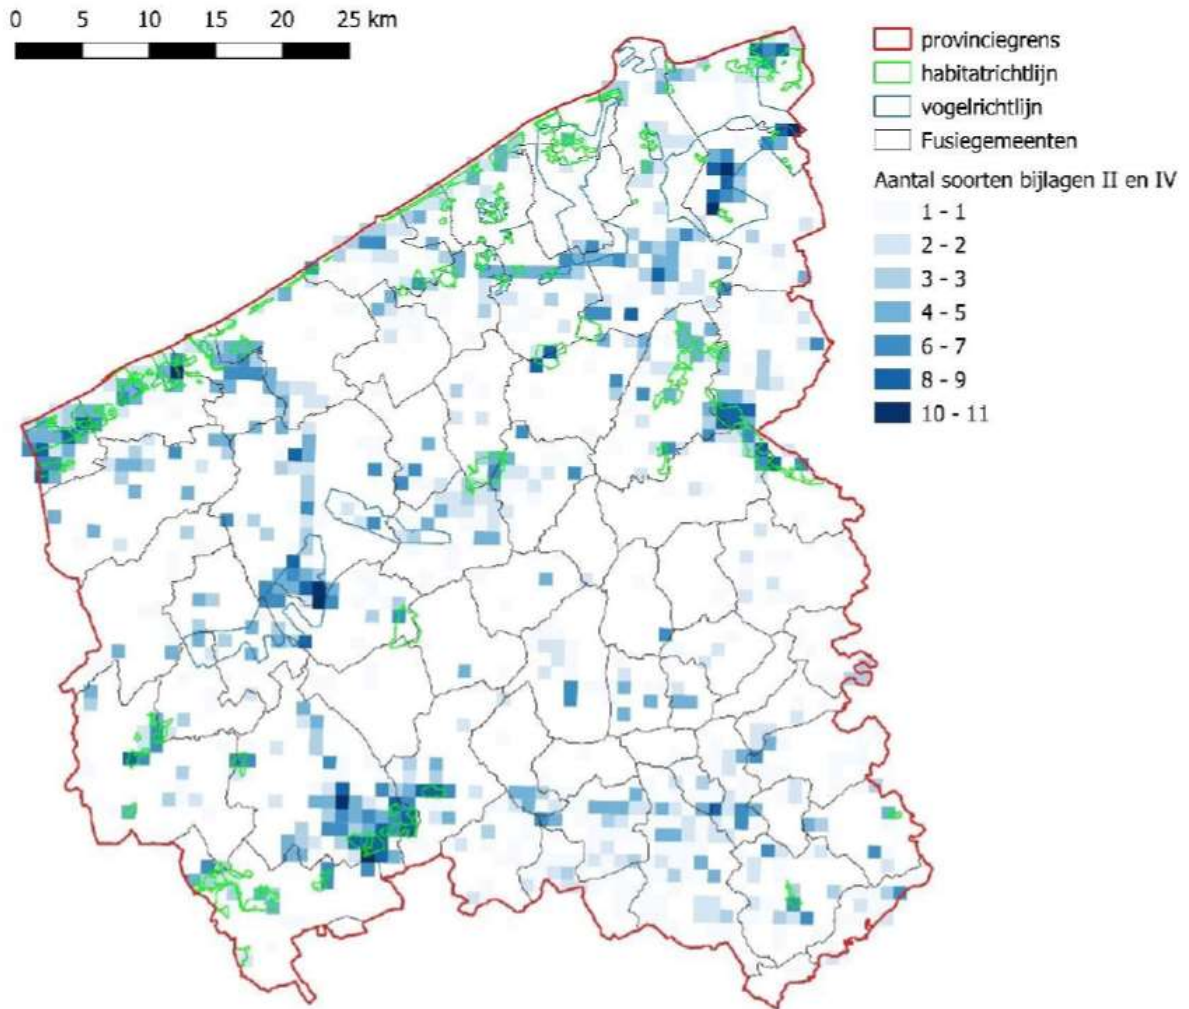 0 5 10 15 20 25 km
provinciegrens
habitatrichtlijn
vogelrichtlijn
Fusiegemeenten
Aantal soorten bijlagen II en IV
1 - 1
2 - 2
3 - 3
4 - 5
6 - 7
8 - 9
10 - 11